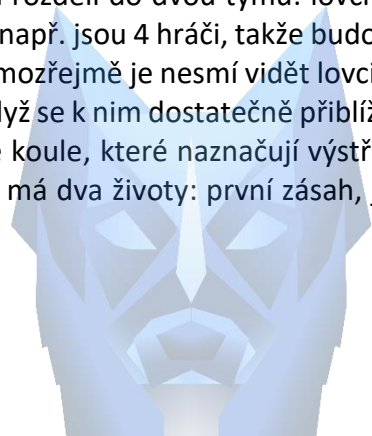 rozdělí do dvou týmů: lovci
např. jsou 4 hráči, takže budo
mozřejmě je nesmí vidět lovci
dyž se k nim dostatečně přiblíž
e koule, které naznačují výstř
má dva životy: první zásah, j